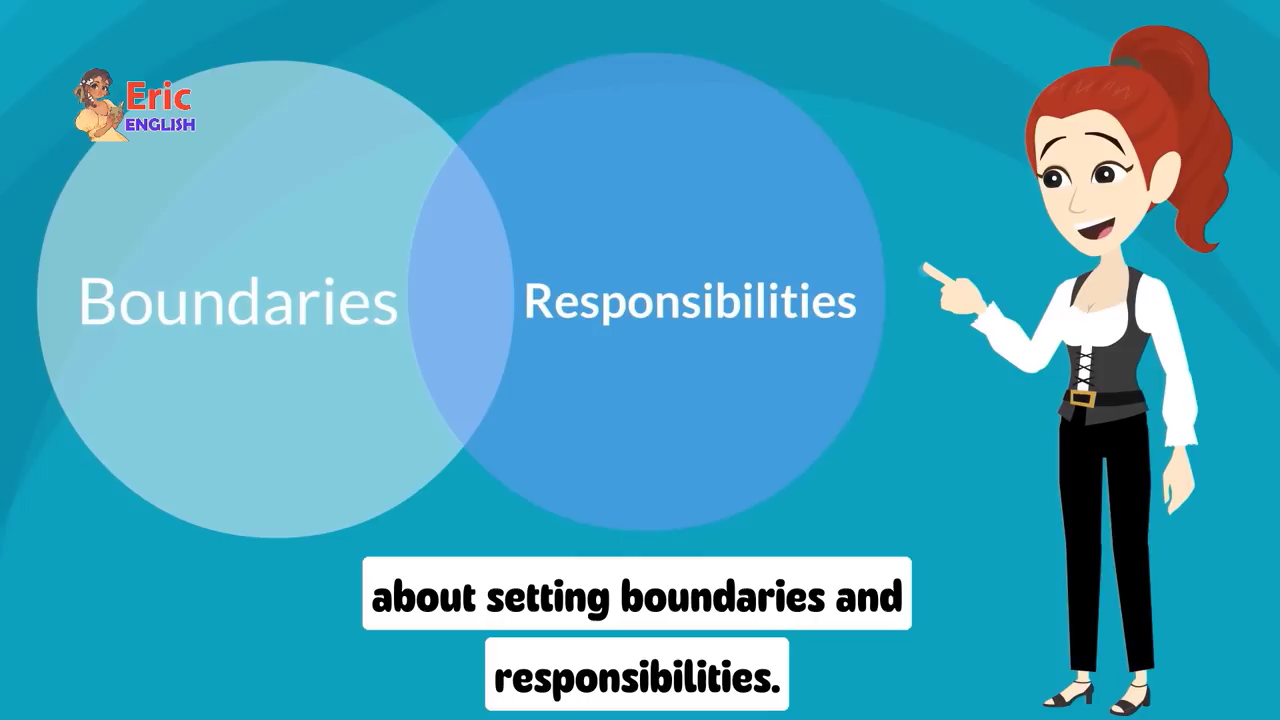 Eric
ENGLISH
Boundaries
Responsibilities
about setting boundaries and
responsibilities.